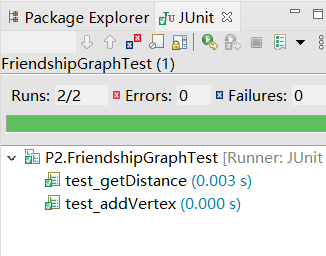 Package Explorer JUnit
FriendshipGraphTest (1)
Runs: 2/2 Errors: 0 Failures: 0
P2.FriendshipGraphTest [Runner: JUnit
test_getDistance (0.003 s)
test_addVertex (0.000 s)